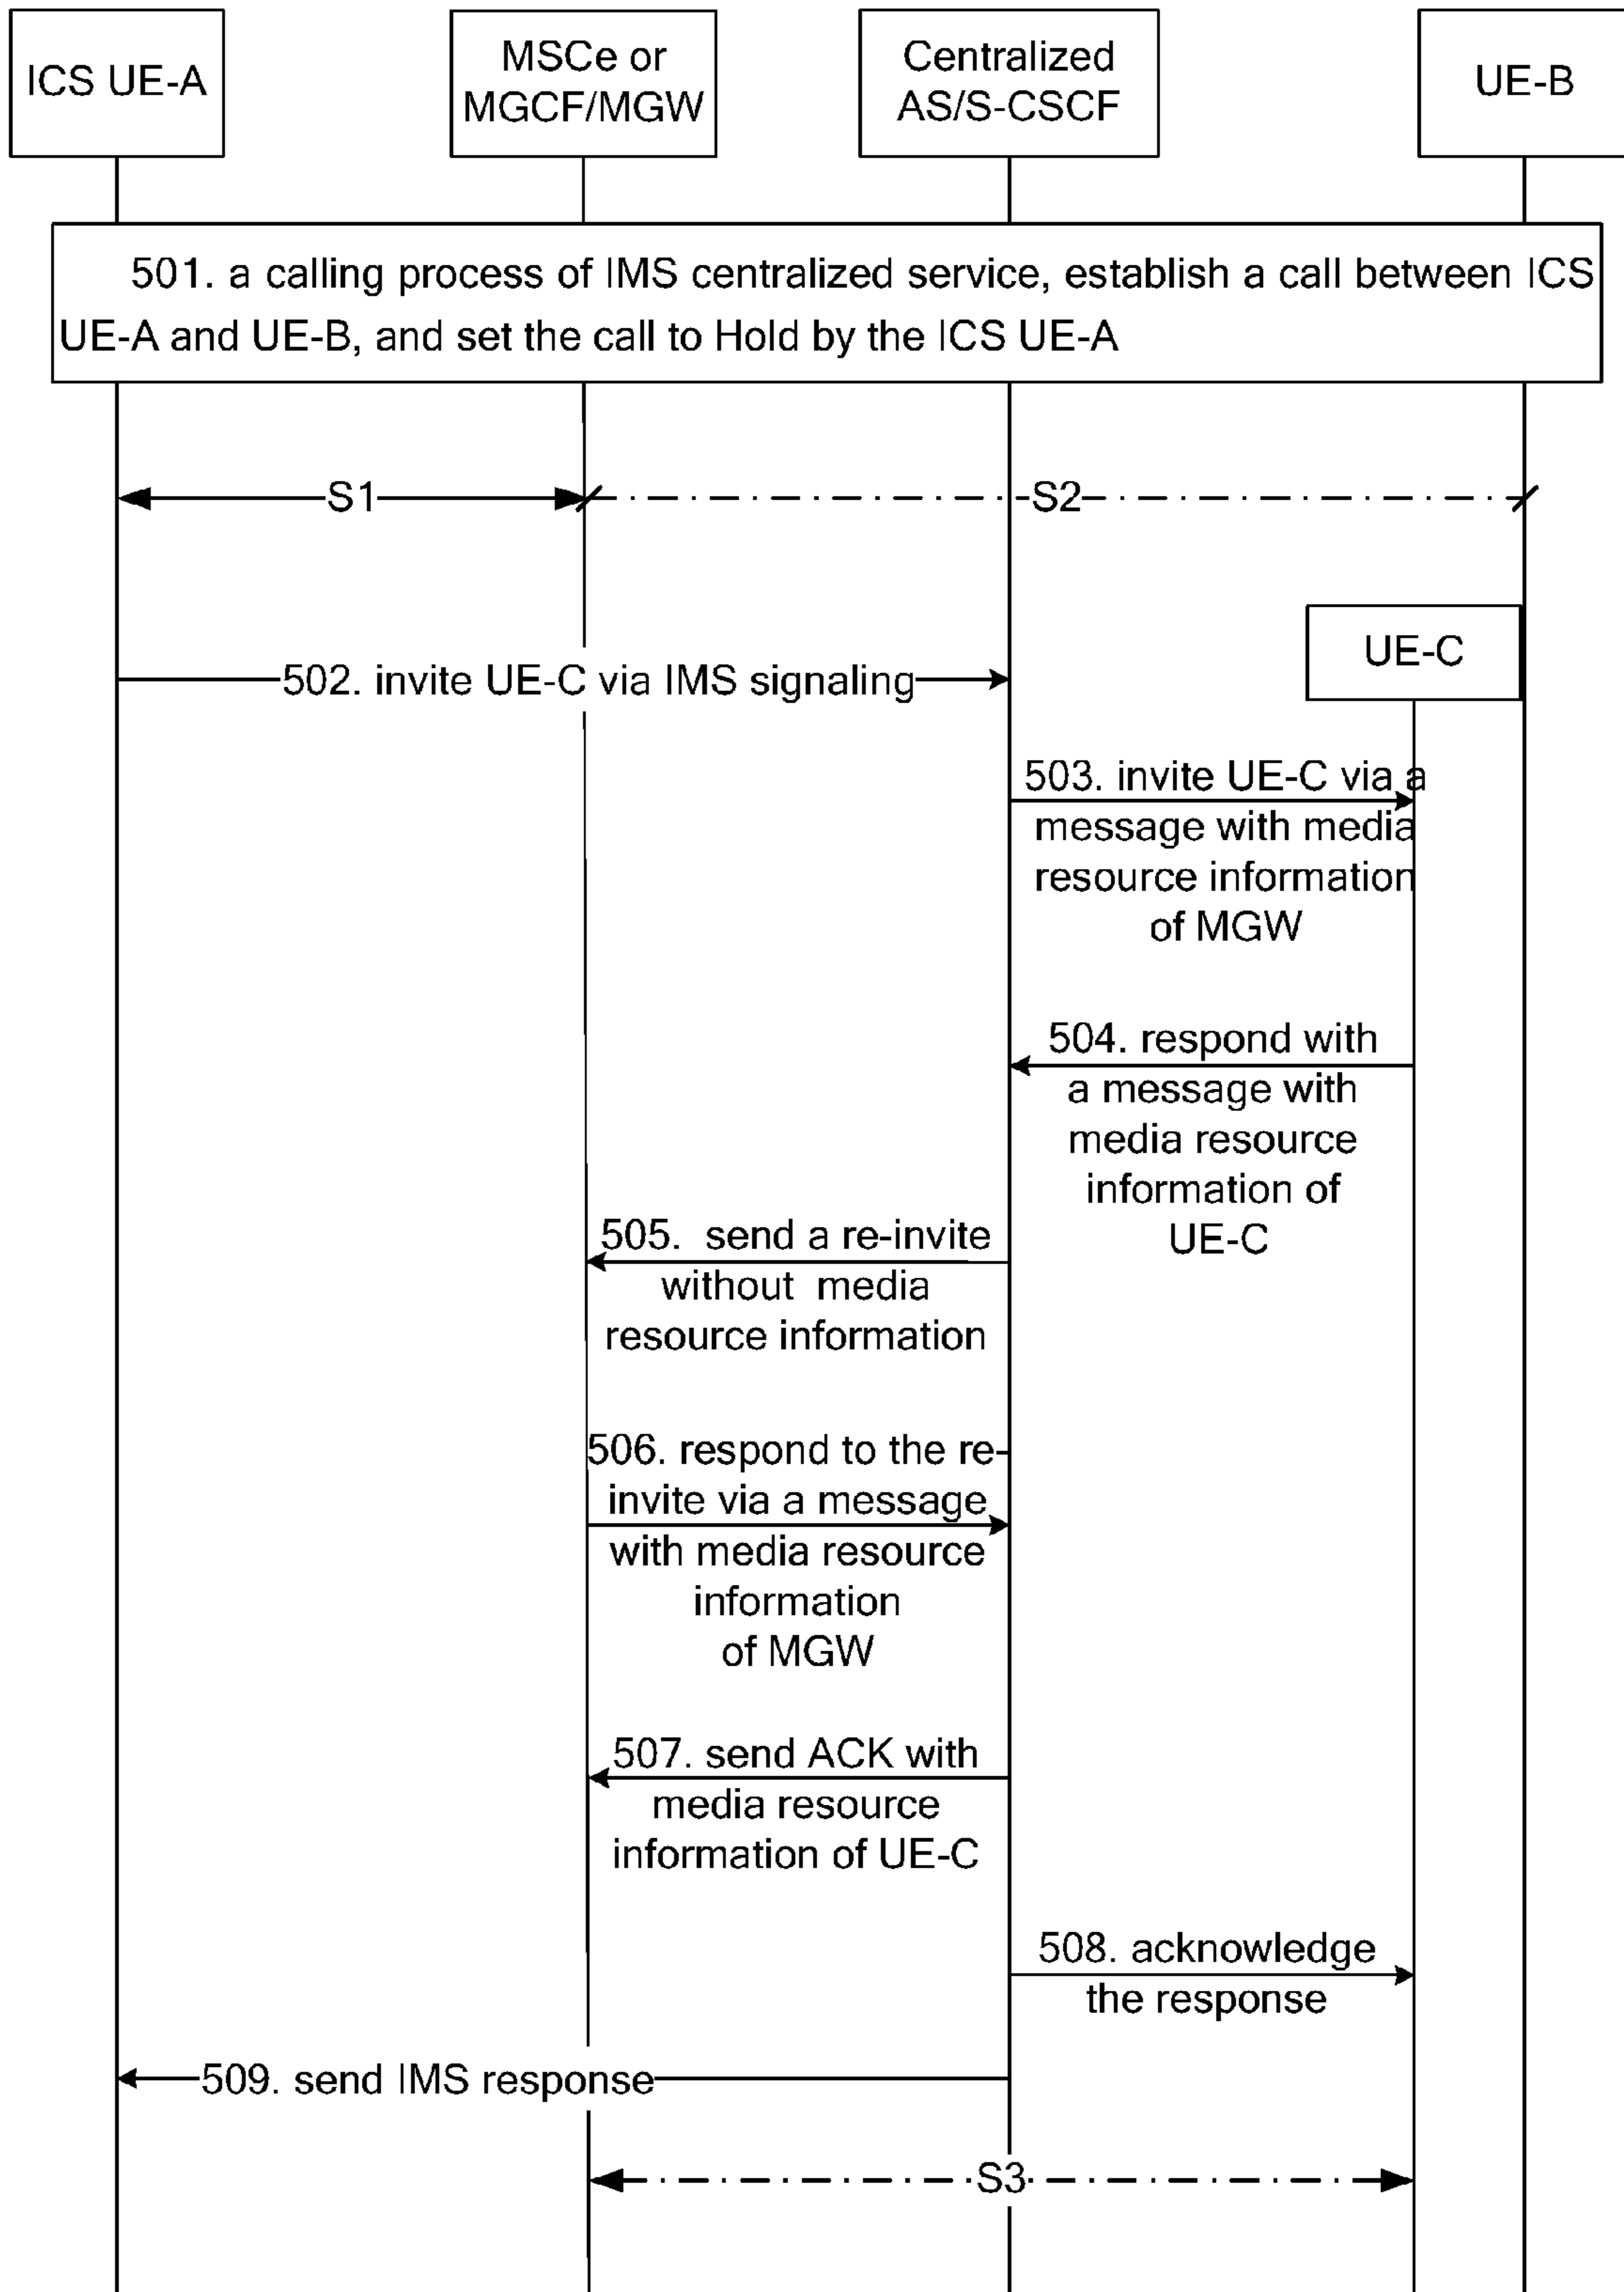 ICS UE-A
MSCe or
MGCF/MGW
Centralized
AS/S-CSCF
UE-B
501. a calling process of IMS centralized service, establish a call between ICS
UE-A and UE-B, and set the call to Hold by the ICS UE-A
S1
S2
UE-C
502. invite UE-C via IMS signaling
503. invite UE-C via a
message with media
resource information
of MGW
504. respond with
a message with
media resource
information of
UE-C
505. send a re-invite
without media
resource information
506. respond to the re-
invite via a message
with media resource
information
of MGW
507. send ACK with
media resource
information of UE-C
508. acknowledge
the response
509. send IMS response
S3